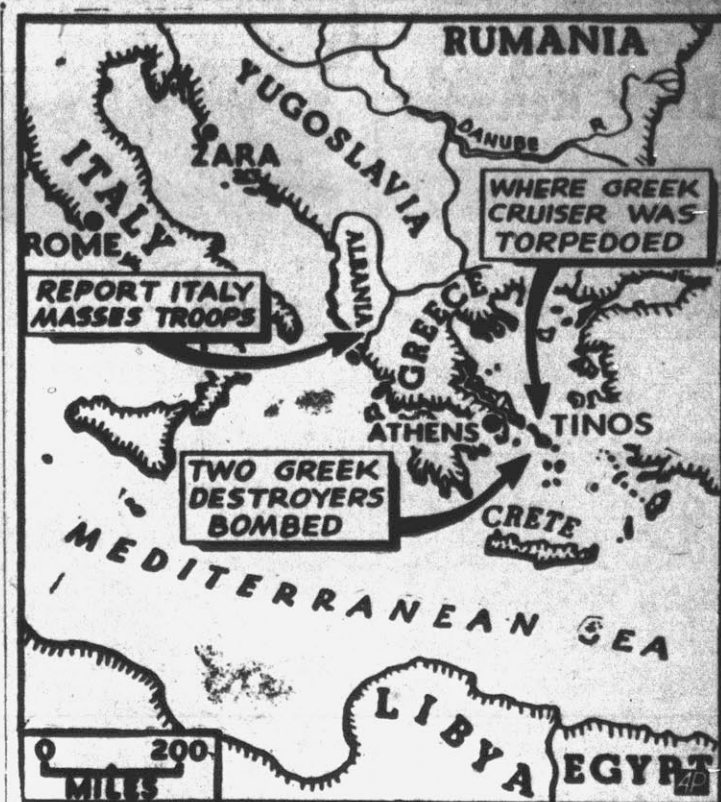 RUMANIA
YUGOSLAVIA
DANUBE R
ZARA
ITALY
ROME
WHERE GREEK
CRUISER WAS
TORPEDOED
ALBANIA
REPORT ITALY
MASSES TROOPS
GREECE
ATHENS
TINOS
TWO GREEK
DESTROYERS
BOMBED
CRETE
MEDITERRANEAN SEA
LIBYA
EGYPT
0 200
MILES
AP